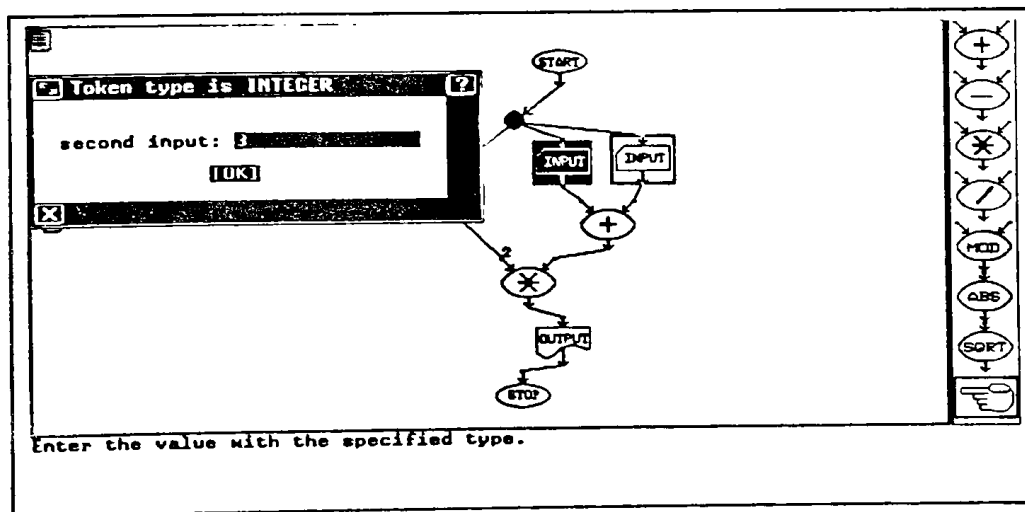 START
Token type is INTEGER ?
second input: 3
[OK]
INPUT INPUT
+
2
OUTPUT
STOP
+
MOD
ABS
SQRT
Enter the value with the specified type.